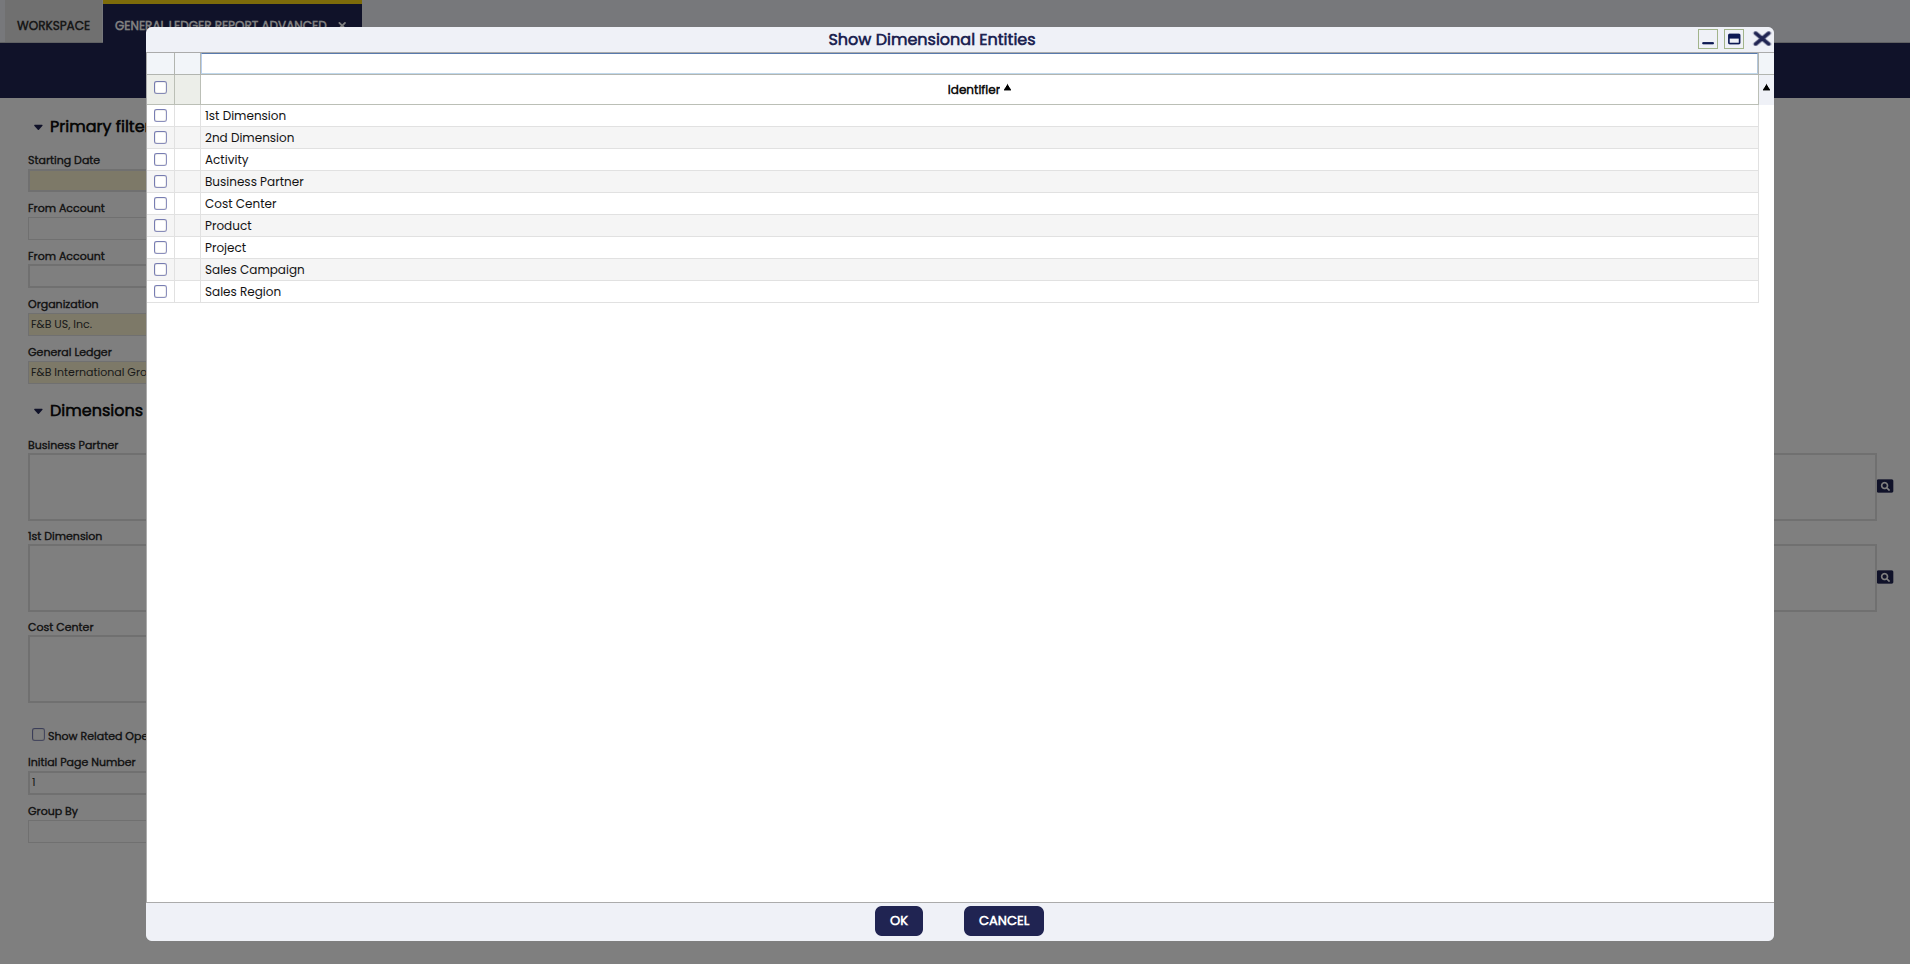 WORKSPACE
GENERAL LEDGER REPORT ADVANCED
Show Dimensional Entities
Identifier
1st Dimension
2nd Dimension
Activity
Business Partner
Cost Center
Product
Project
Sales Campaign
Sales Region
OK
CANCEL
Primary filte
Starting Date
From Account
From Account
Organization
F&B US, Inc.
General Ledger
F&B International Gro
Dimensions
Business Partner
1st Dimension
Cost Center
Show Related Ope
Initial Page Number
1
Group By